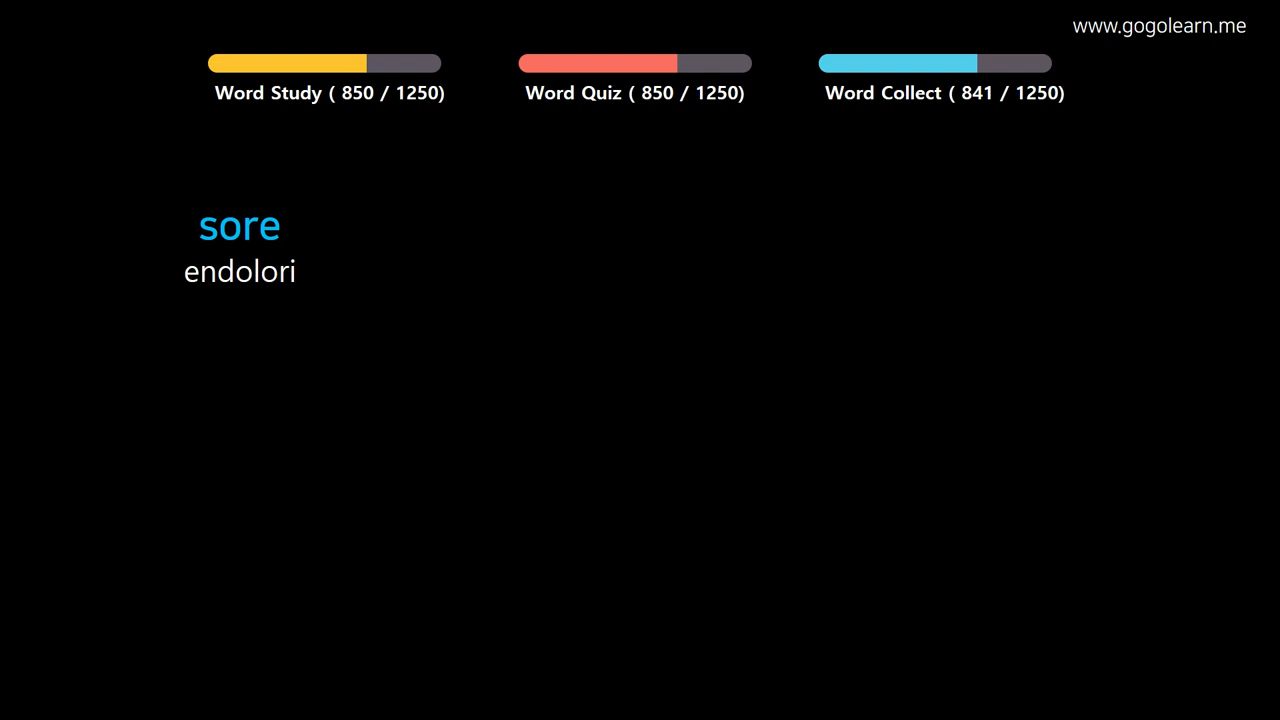 www.gogolearn.me
Word Study ( 850 / 1250)
Word Quiz ( 850 / 1250)
Word Collect ( 841 / 1250)
sore
endolori